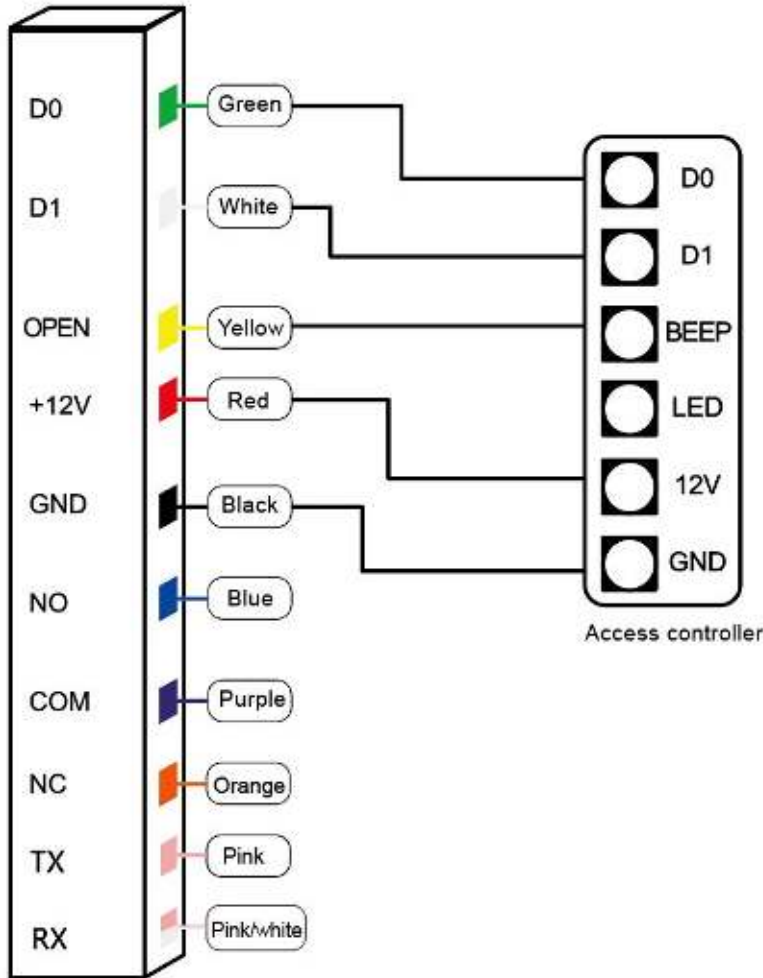 D0 Green
D1 White
OPEN Yellow
+12V Red
GND Black
NO Blue
COM Purple
NC Orange
TX Pink
RX Pink/white
D0
D1
BEEP
LED
12V
GND
Access controller